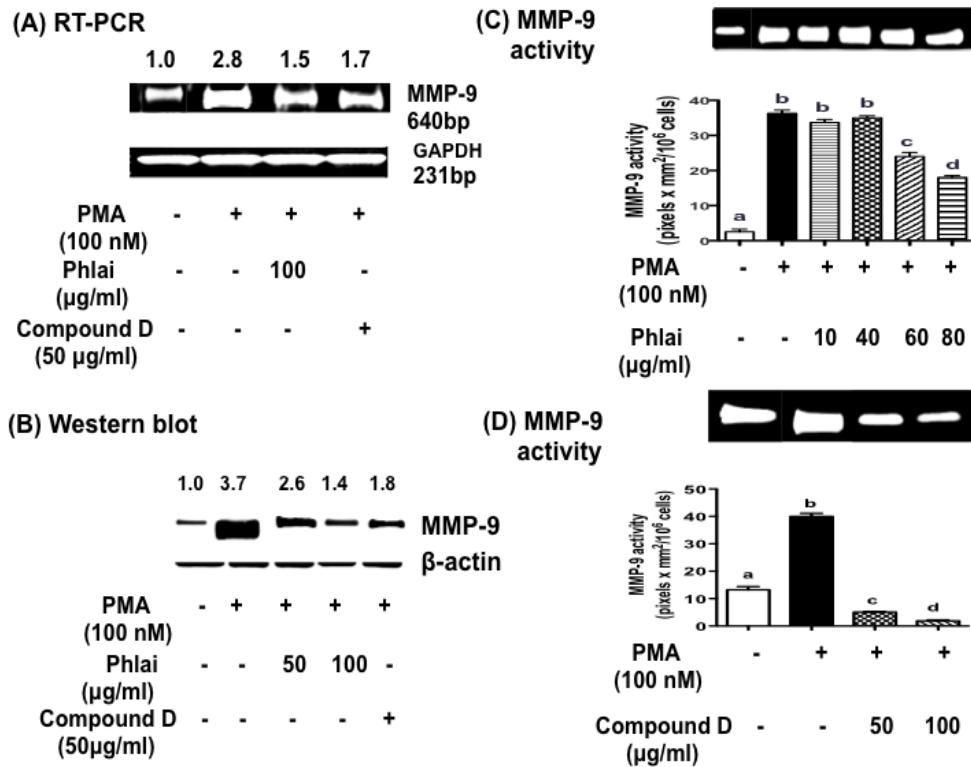 (A) RT-PCR
1.0 2.8 1.5 1.7
MMP-9
640bp
GAPDH
231bp
PMA - + + +
(100 nM)
Phlai - - 100 -
(µg/ml)
Compound D - - - +
(50 µg/ml)
(B) Western blot
1.0 3.7 2.6 1.4 1.8
MMP-9
β-actin
PMA - + + + +
(100 nM)
Phlai - - 50 100 -
(µg/ml)
Compound D - - - - +
(50µg/ml)
(C) MMP-9
activity
MMP-9 activity
(pixels x mm²/10⁶ cells)
40
30
20
10
0
a b b b c d
PMA - + + + + +
(100 nM)
Phlai - - 10 40 60 80
(µg/ml)
(D) MMP-9
activity
MMP-9 activity
(pixels x mm²/10⁶ cells)
50
40
30
20
10
0
a b c d
PMA - + + +
(100 nM)
Compound D - - 50 100
(µg/ml)